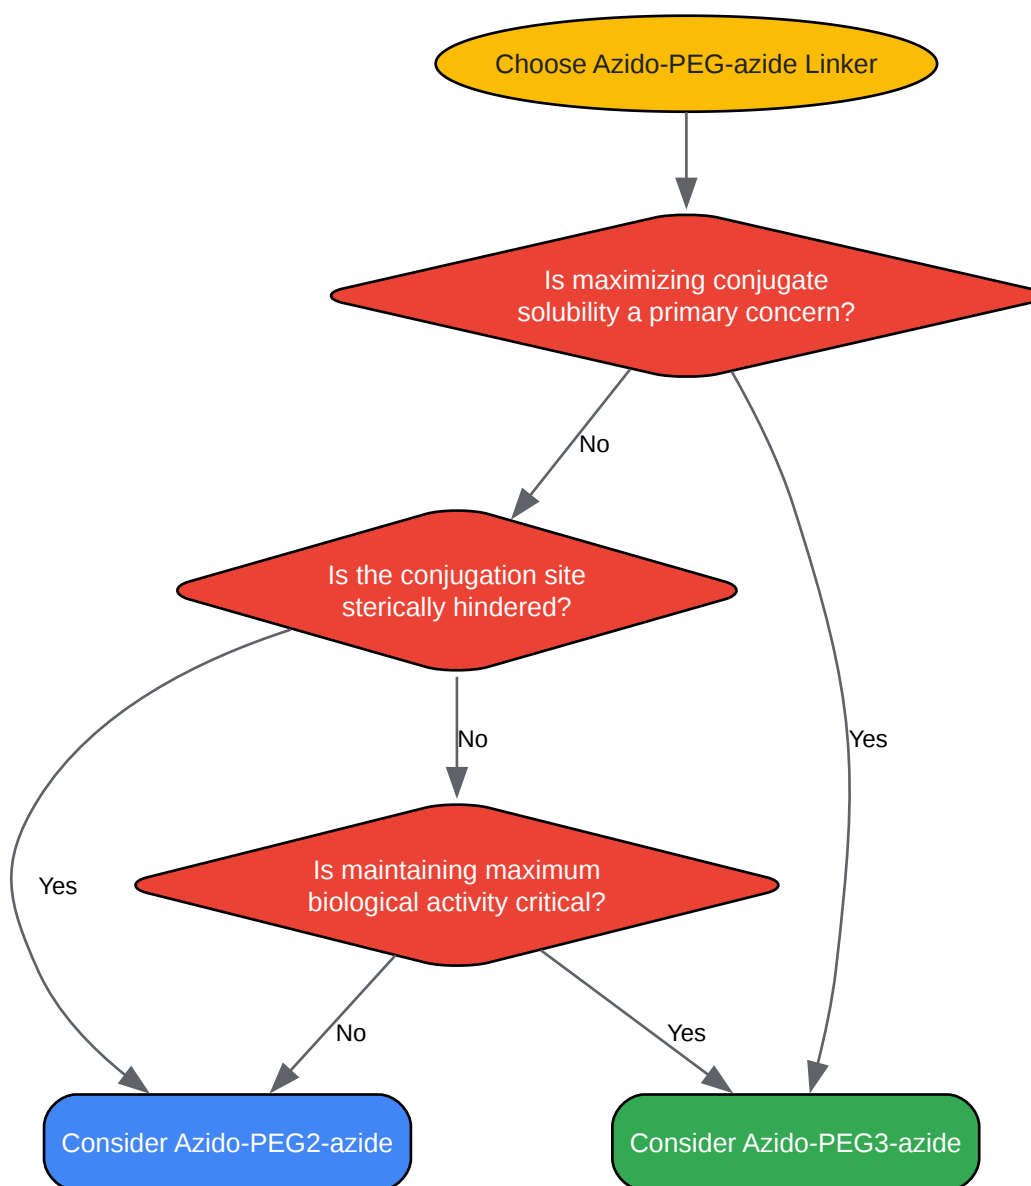 Choose Azido-PEG-azide Linker
Is maximizing conjugate
solubility a primary concern?
No
Is the conjugation site
sterically hindered?
No
Yes
Is maintaining maximum
biological activity critical?
Yes
No
Yes
Consider Azido-PEG2-azide
Consider Azido-PEG3-azide